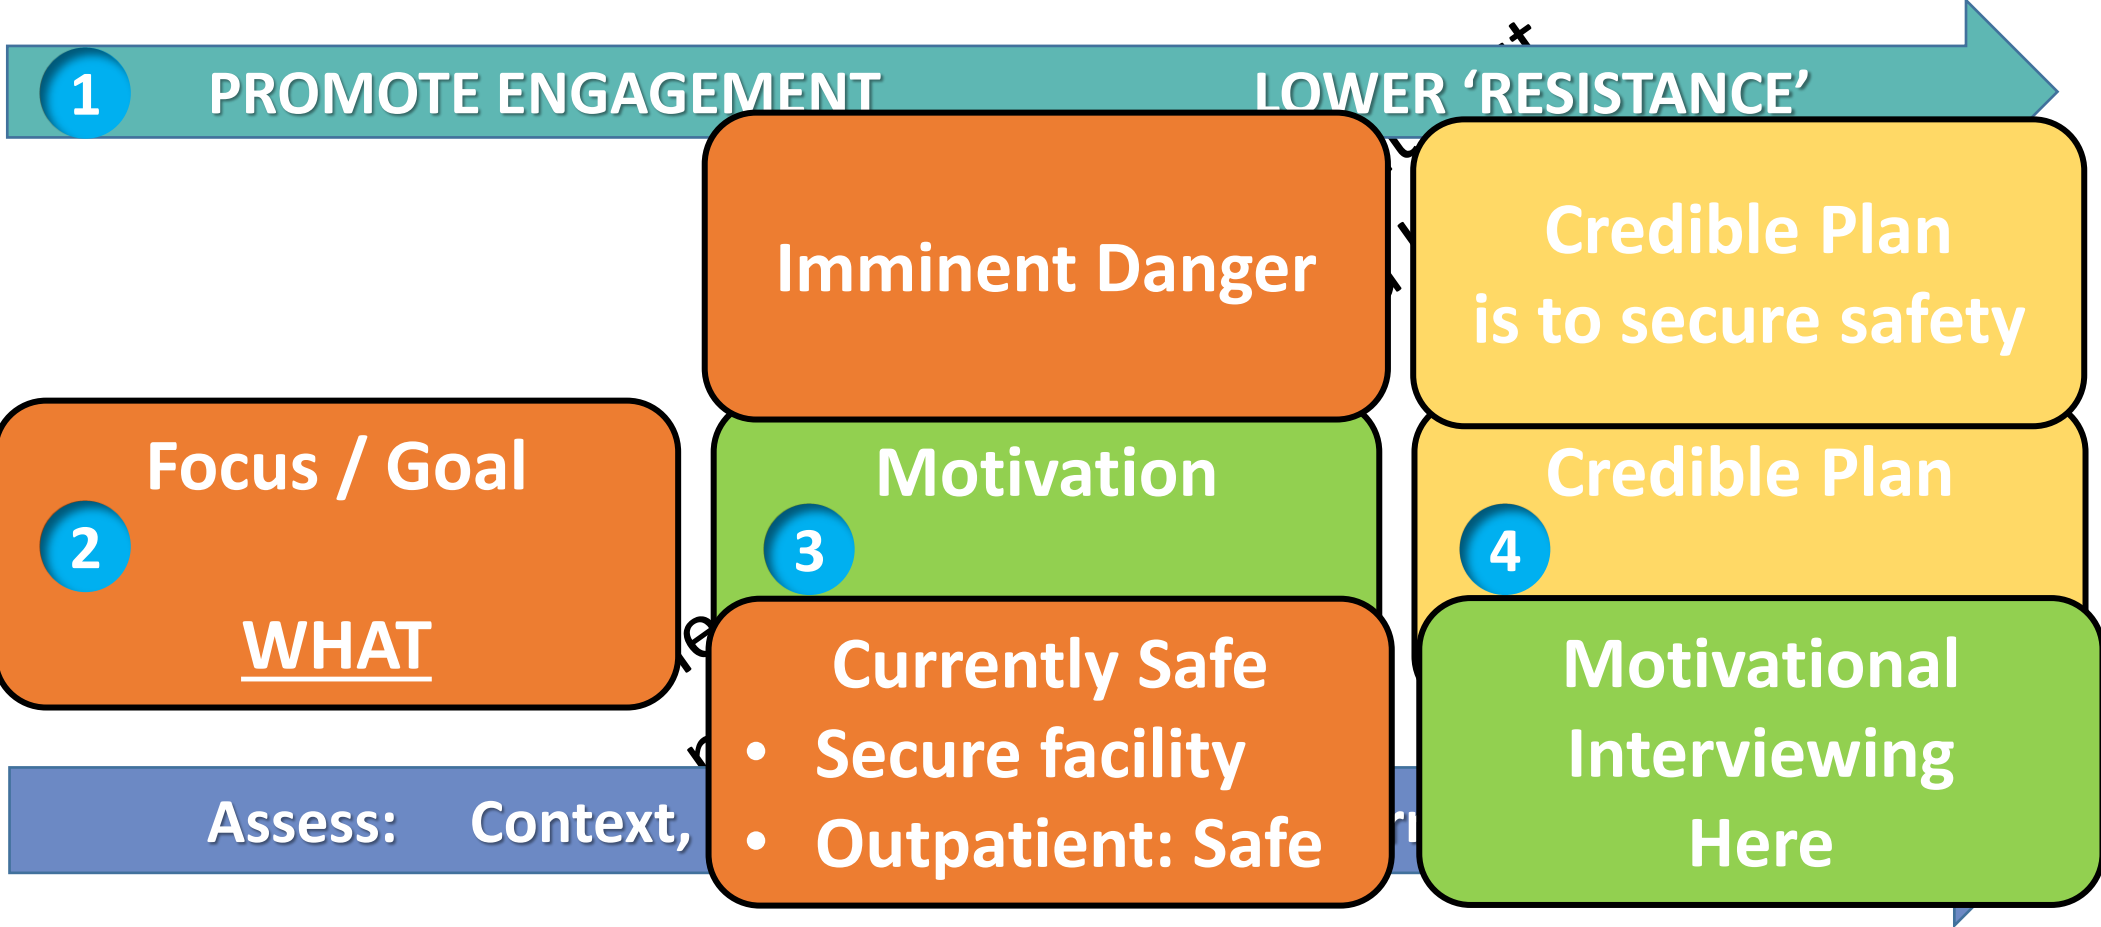 1 PROMOTE ENGAGEMENT LOWER ‘RESISTANCE’
Imminent Danger
Credible Plan
is to secure safety
Focus / Goal
2
WHAT
Motivation
3
Credible Plan
4
Currently Safe
• Secure facility
• Outpatient: Safe
Motivational
Interviewing
Here
Assess: Context,